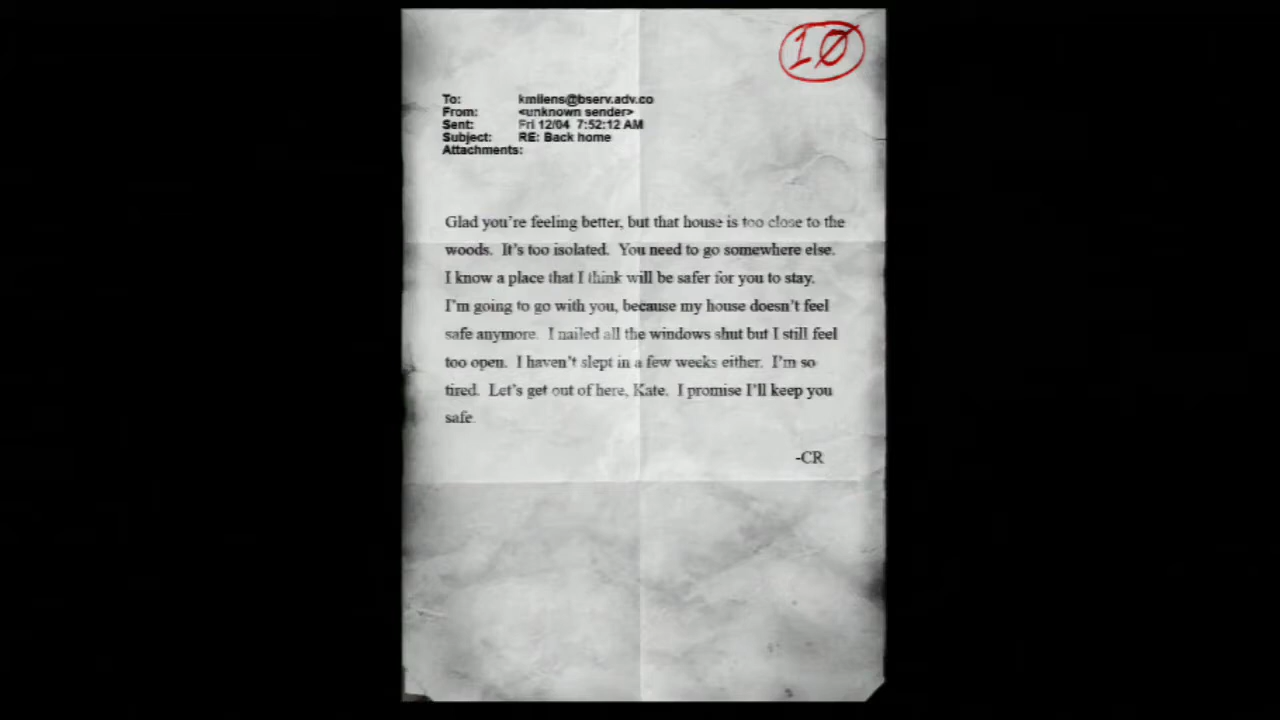 10
To: kmilens@bserv.adv.co
From: <unknown sender>
Sent: Fri 12/04 7:52:12 AM
Subject: RE: Back home
Attachments:
Glad you're feeling better, but that house is too close to the
woods. It's too isolated. You need to go somewhere else.
I know a place that I think will be safer for you to stay.
I'm going to go with you, because my house doesn't feel
safe anymore. I nailed all the windows shut but I still feel
too open. I haven't slept in a few weeks either. I'm so
tired. Let's get out of here, Kate. I promise I'll keep you
safe.
-CR